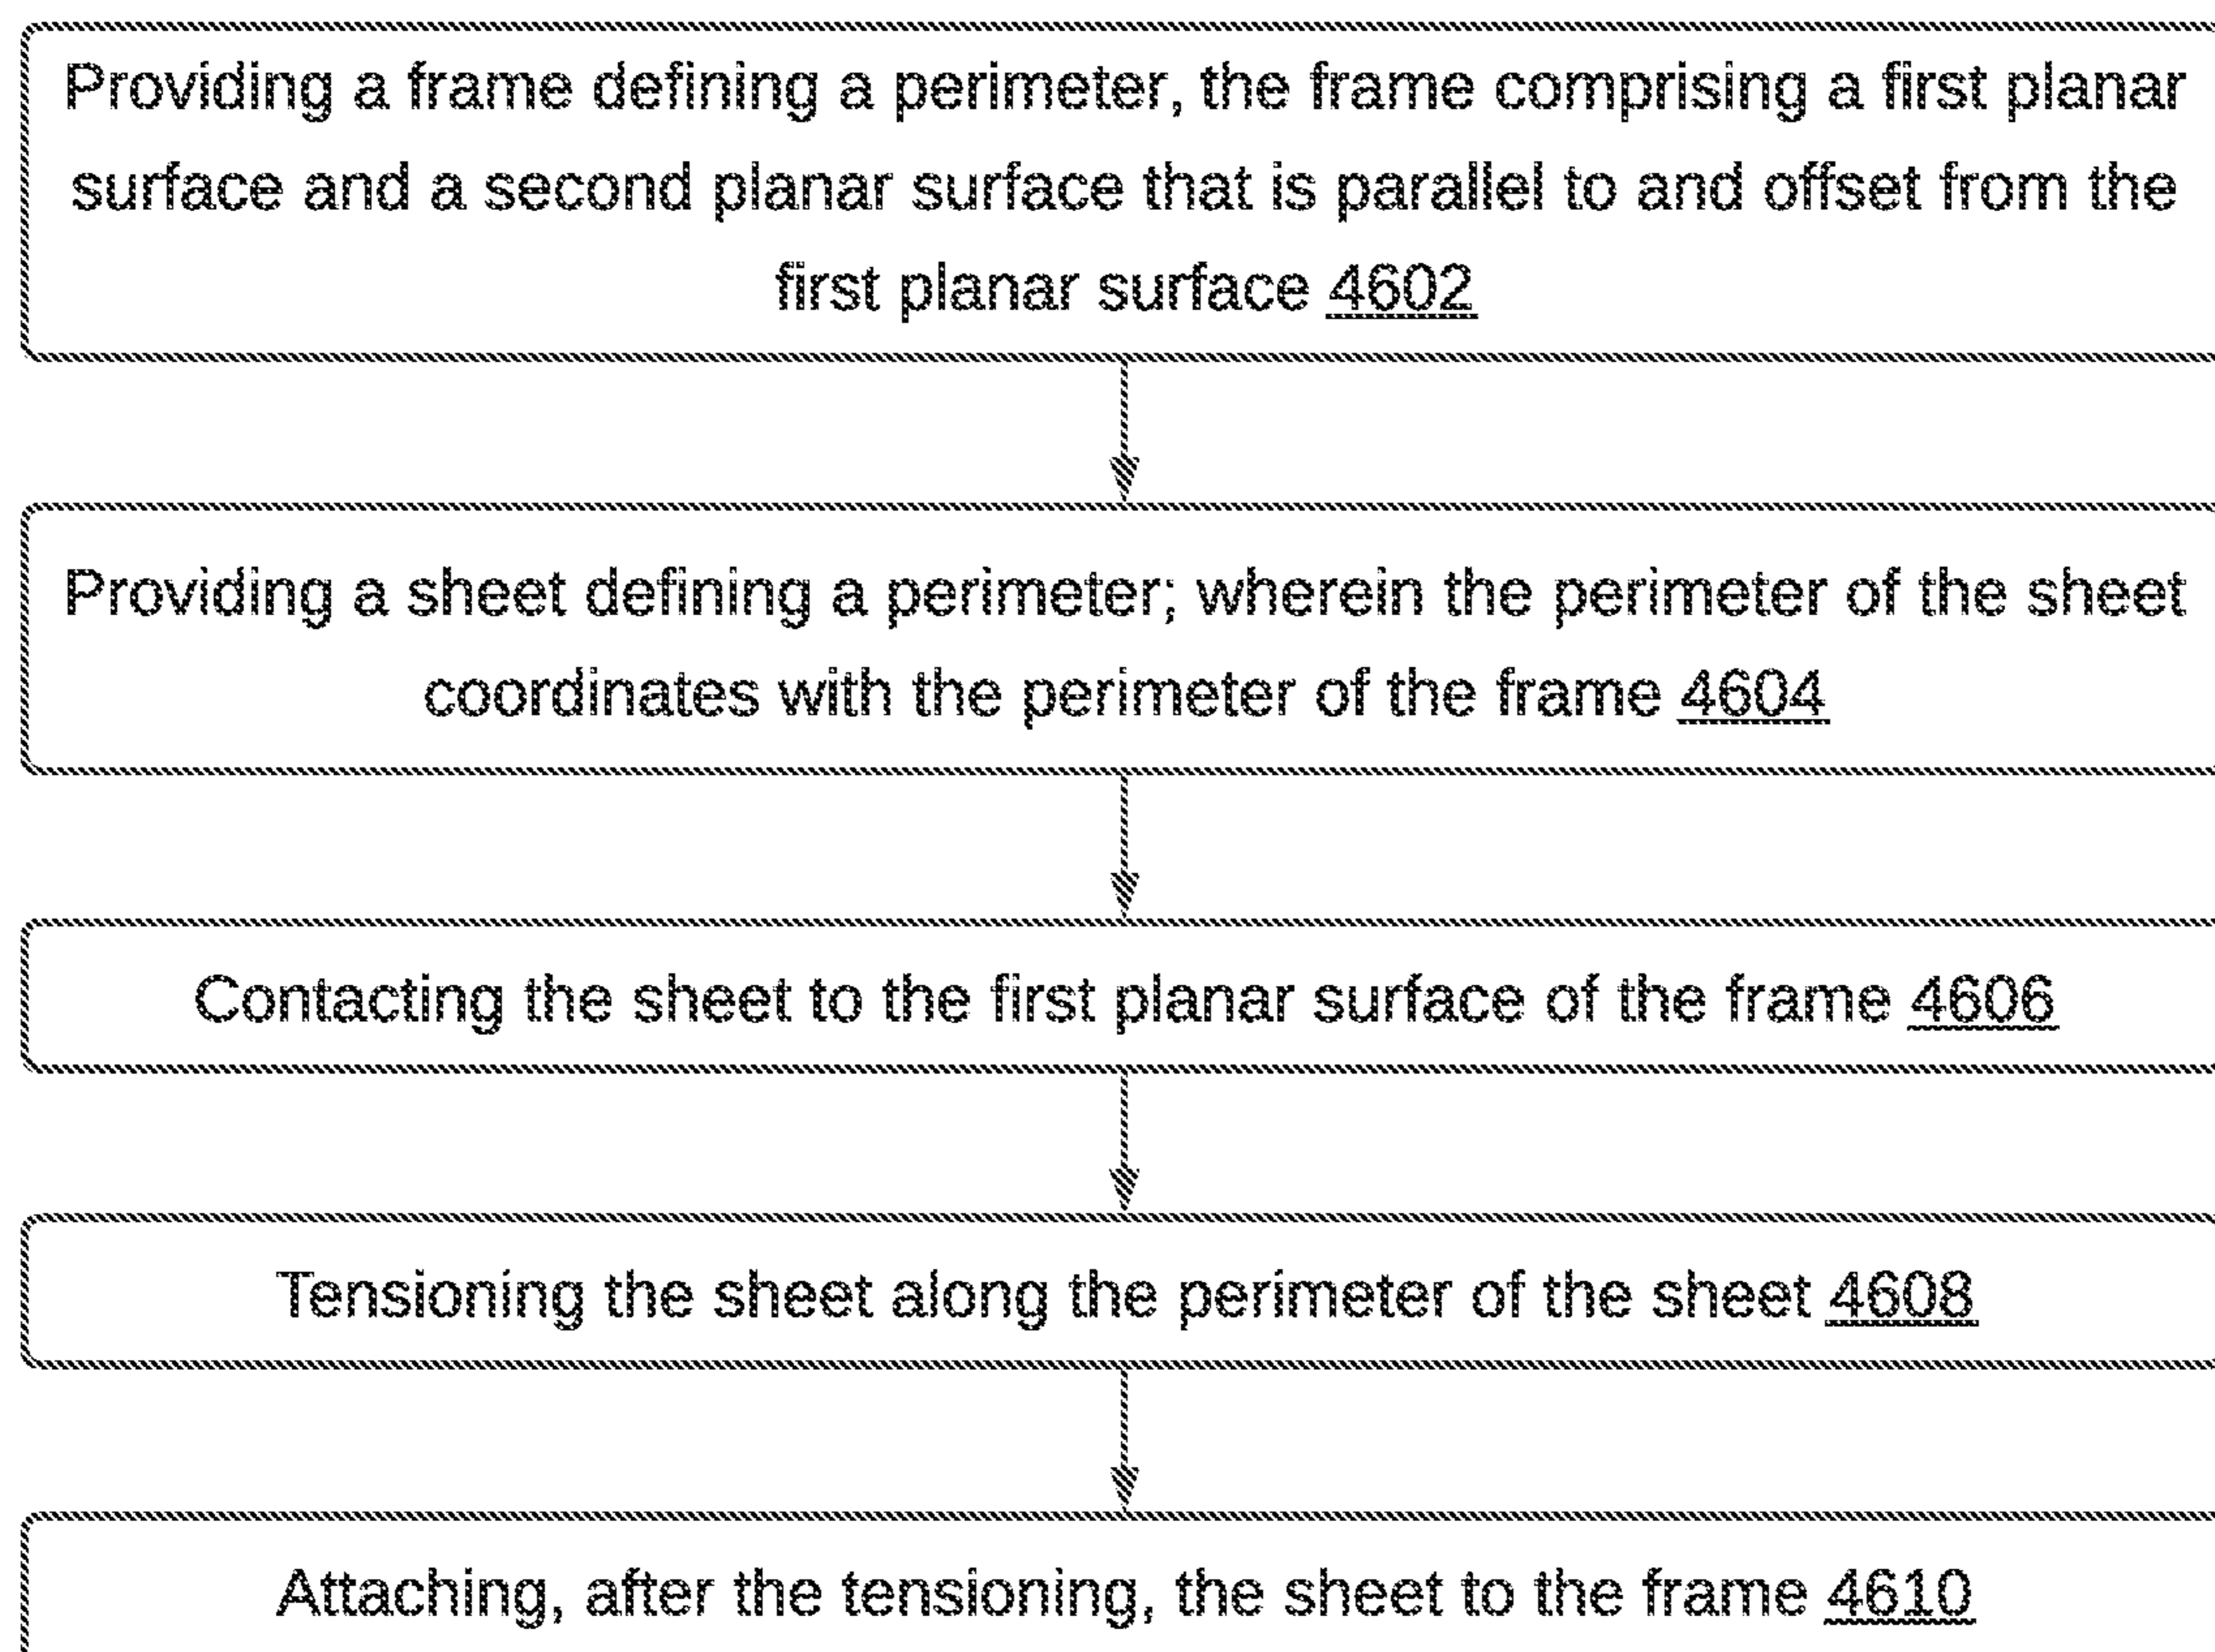 Providing a frame defining a perimeter, the frame comprising a first planar
surface and a second planar surface that is parallel to and offset from the
first planar surface 4602
Providing a sheet defining a perimeter; wherein the perimeter of the sheet
coordinates with the perimeter of the frame 4604
Contacting the sheet to the first planar surface of the frame 4606
Tensioning the sheet along the perimeter of the sheet 4608
Attaching, after the tensioning, the sheet to the frame 4610